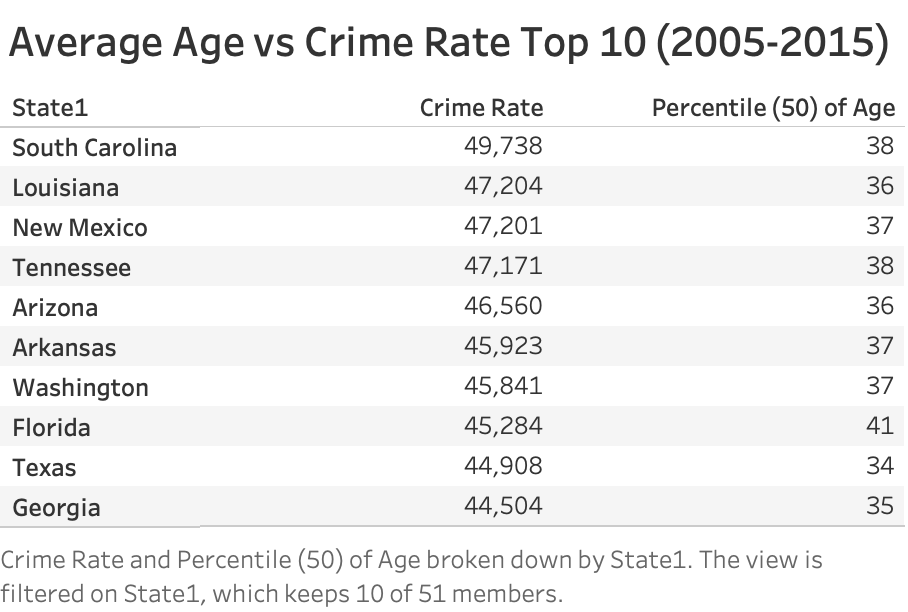 Average Age vs Crime Rate Top 10 (2005-2015)
State1 Crime Rate Percentile (50) of Age
South Carolina 49,738 38
Louisiana 47,204 36
New Mexico 47,201 37
Tennessee 47,171 38
Arizona 46,560 36
Arkansas 45,923 37
Washington 45,841 37
Florida 45,284 41
Texas 44,908 34
Georgia 44,504 35
Crime Rate and Percentile (50) of Age broken down by State1. The view is
filtered on State1, which keeps 10 of 51 members.